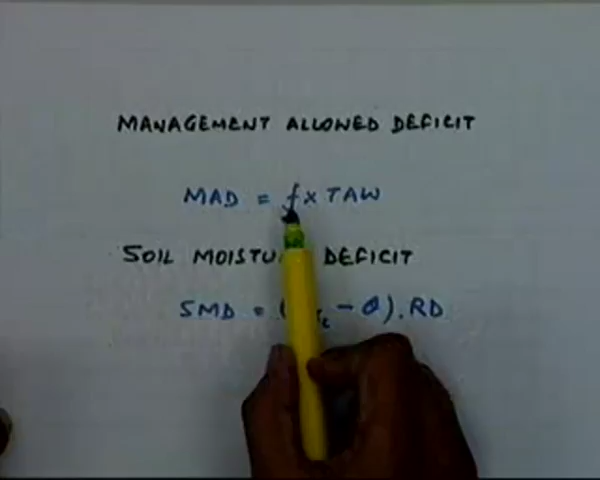 MANAGEMENT ALLOWED DEFICIT
MAD = f x TAW
SOIL DEFICIT
SMD = - θ). RD